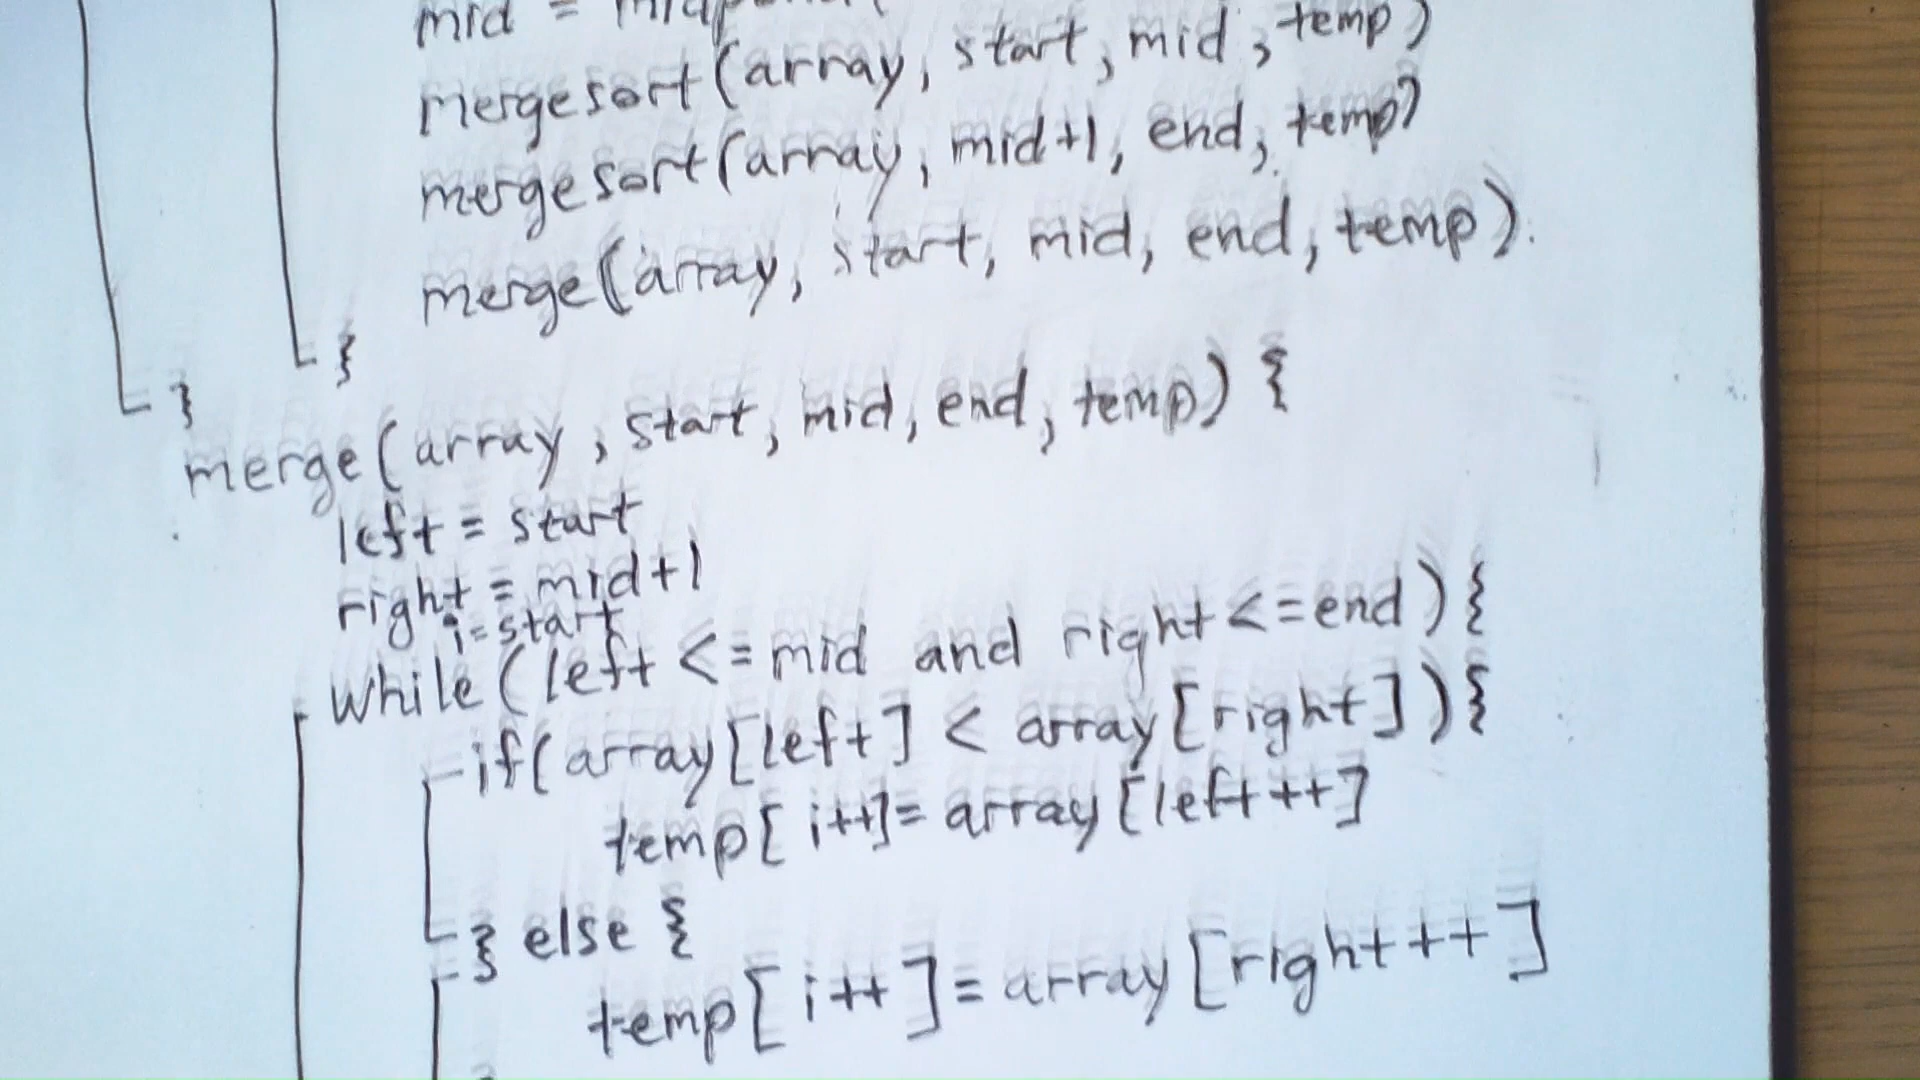 mid = midpoint(
mergesort(array, start, mid, temp)
mergesort(array, mid+1, end, temp)
merge(array, start, mid, end, temp).
}
}
merge(array, start, mid, end, temp) {
left = start
right = mid+1
i=start
while(left <= mid and right <=end){
if(array[left] < array[right]){
temp[i++]= array[left++]
} else {
temp[i++]= array[right++]